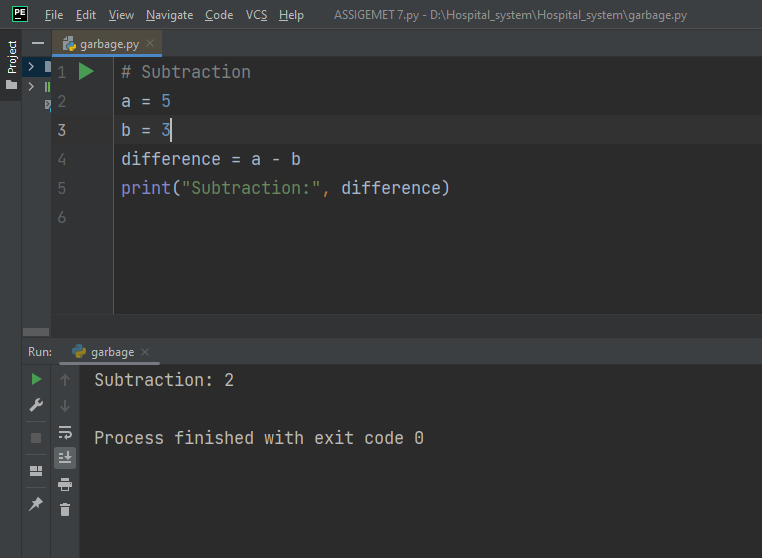 PE File Edit View Navigate Code VCS Help ASSIGEMET 7.py - D:\Hospital_system\Hospital_system\garbage.py
Project
garbage.py
1 # Subtraction
2 a = 5
3 b = 3
4 difference = a - b
5 print("Subtraction:", difference)
6
Run: garbage
Subtraction: 2
Process finished with exit code 0